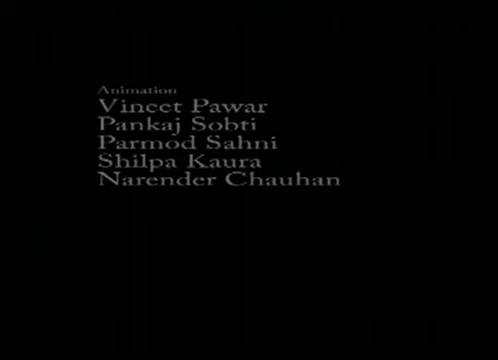 Animation
Vineet Pawar
Pankaj Sobti
Parmod Sahni
Shilpa Kaura
Narender Chauhan